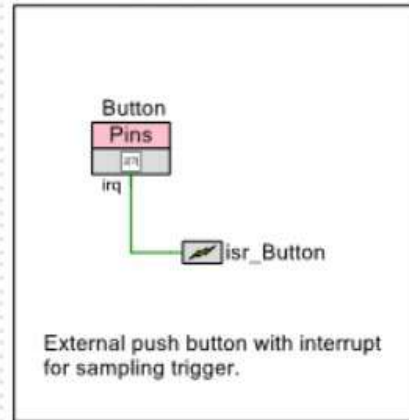 Button
Pins
irq
isr_Button
External push button with interrupt
for sampling trigger.